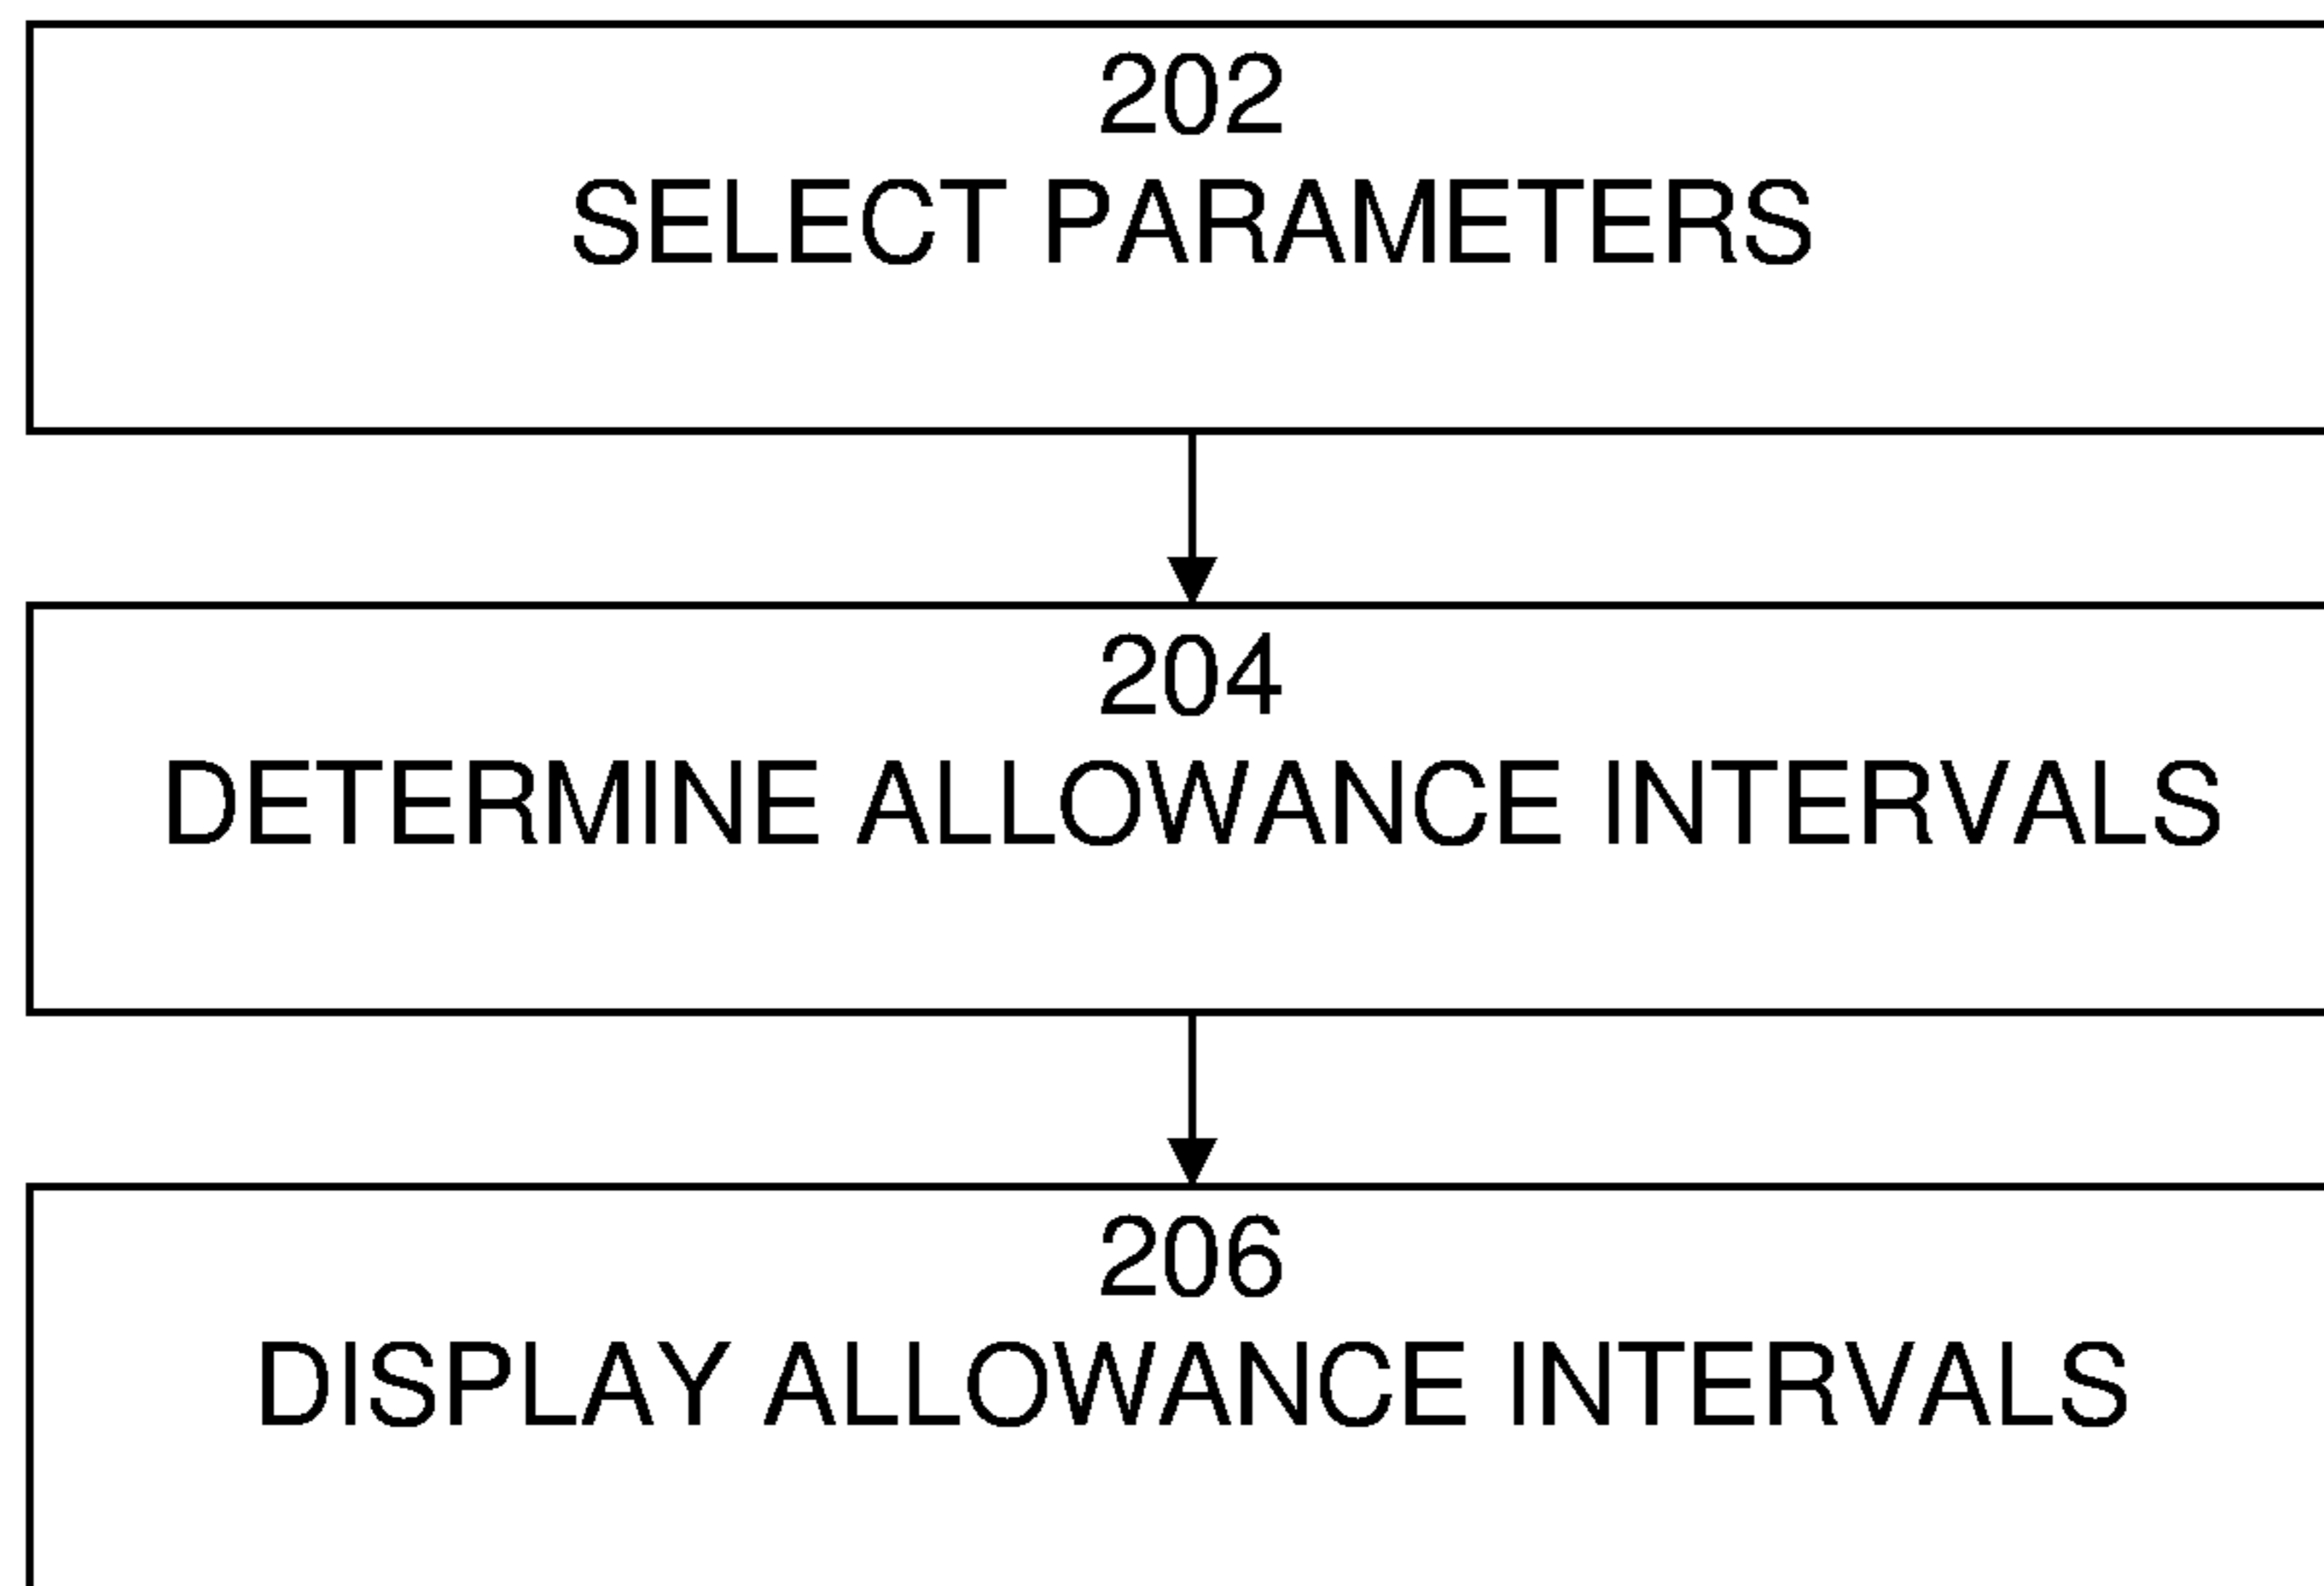 202
SELECT PARAMETERS
204
DETERMINE ALLOWANCE INTERVALS
206
DISPLAY ALLOWANCE INTERVALS